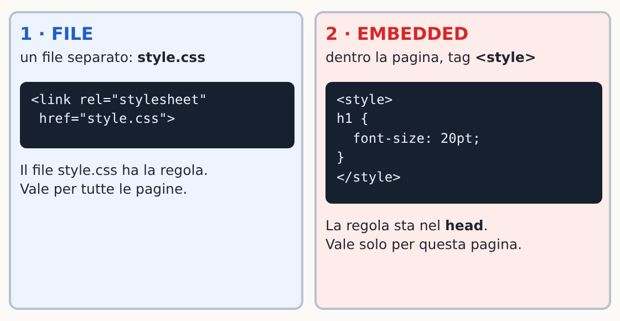 1 · FILE
un file separato: style.css
<link rel="stylesheet"
 href="style.css">
Il file style.css ha la regola.
Vale per tutte le pagine.
2 · EMBEDDED
dentro la pagina, tag <style>
<style>
h1 {
  font-size: 20pt;
}
</style>
La regola sta nel head.
Vale solo per questa pagina.